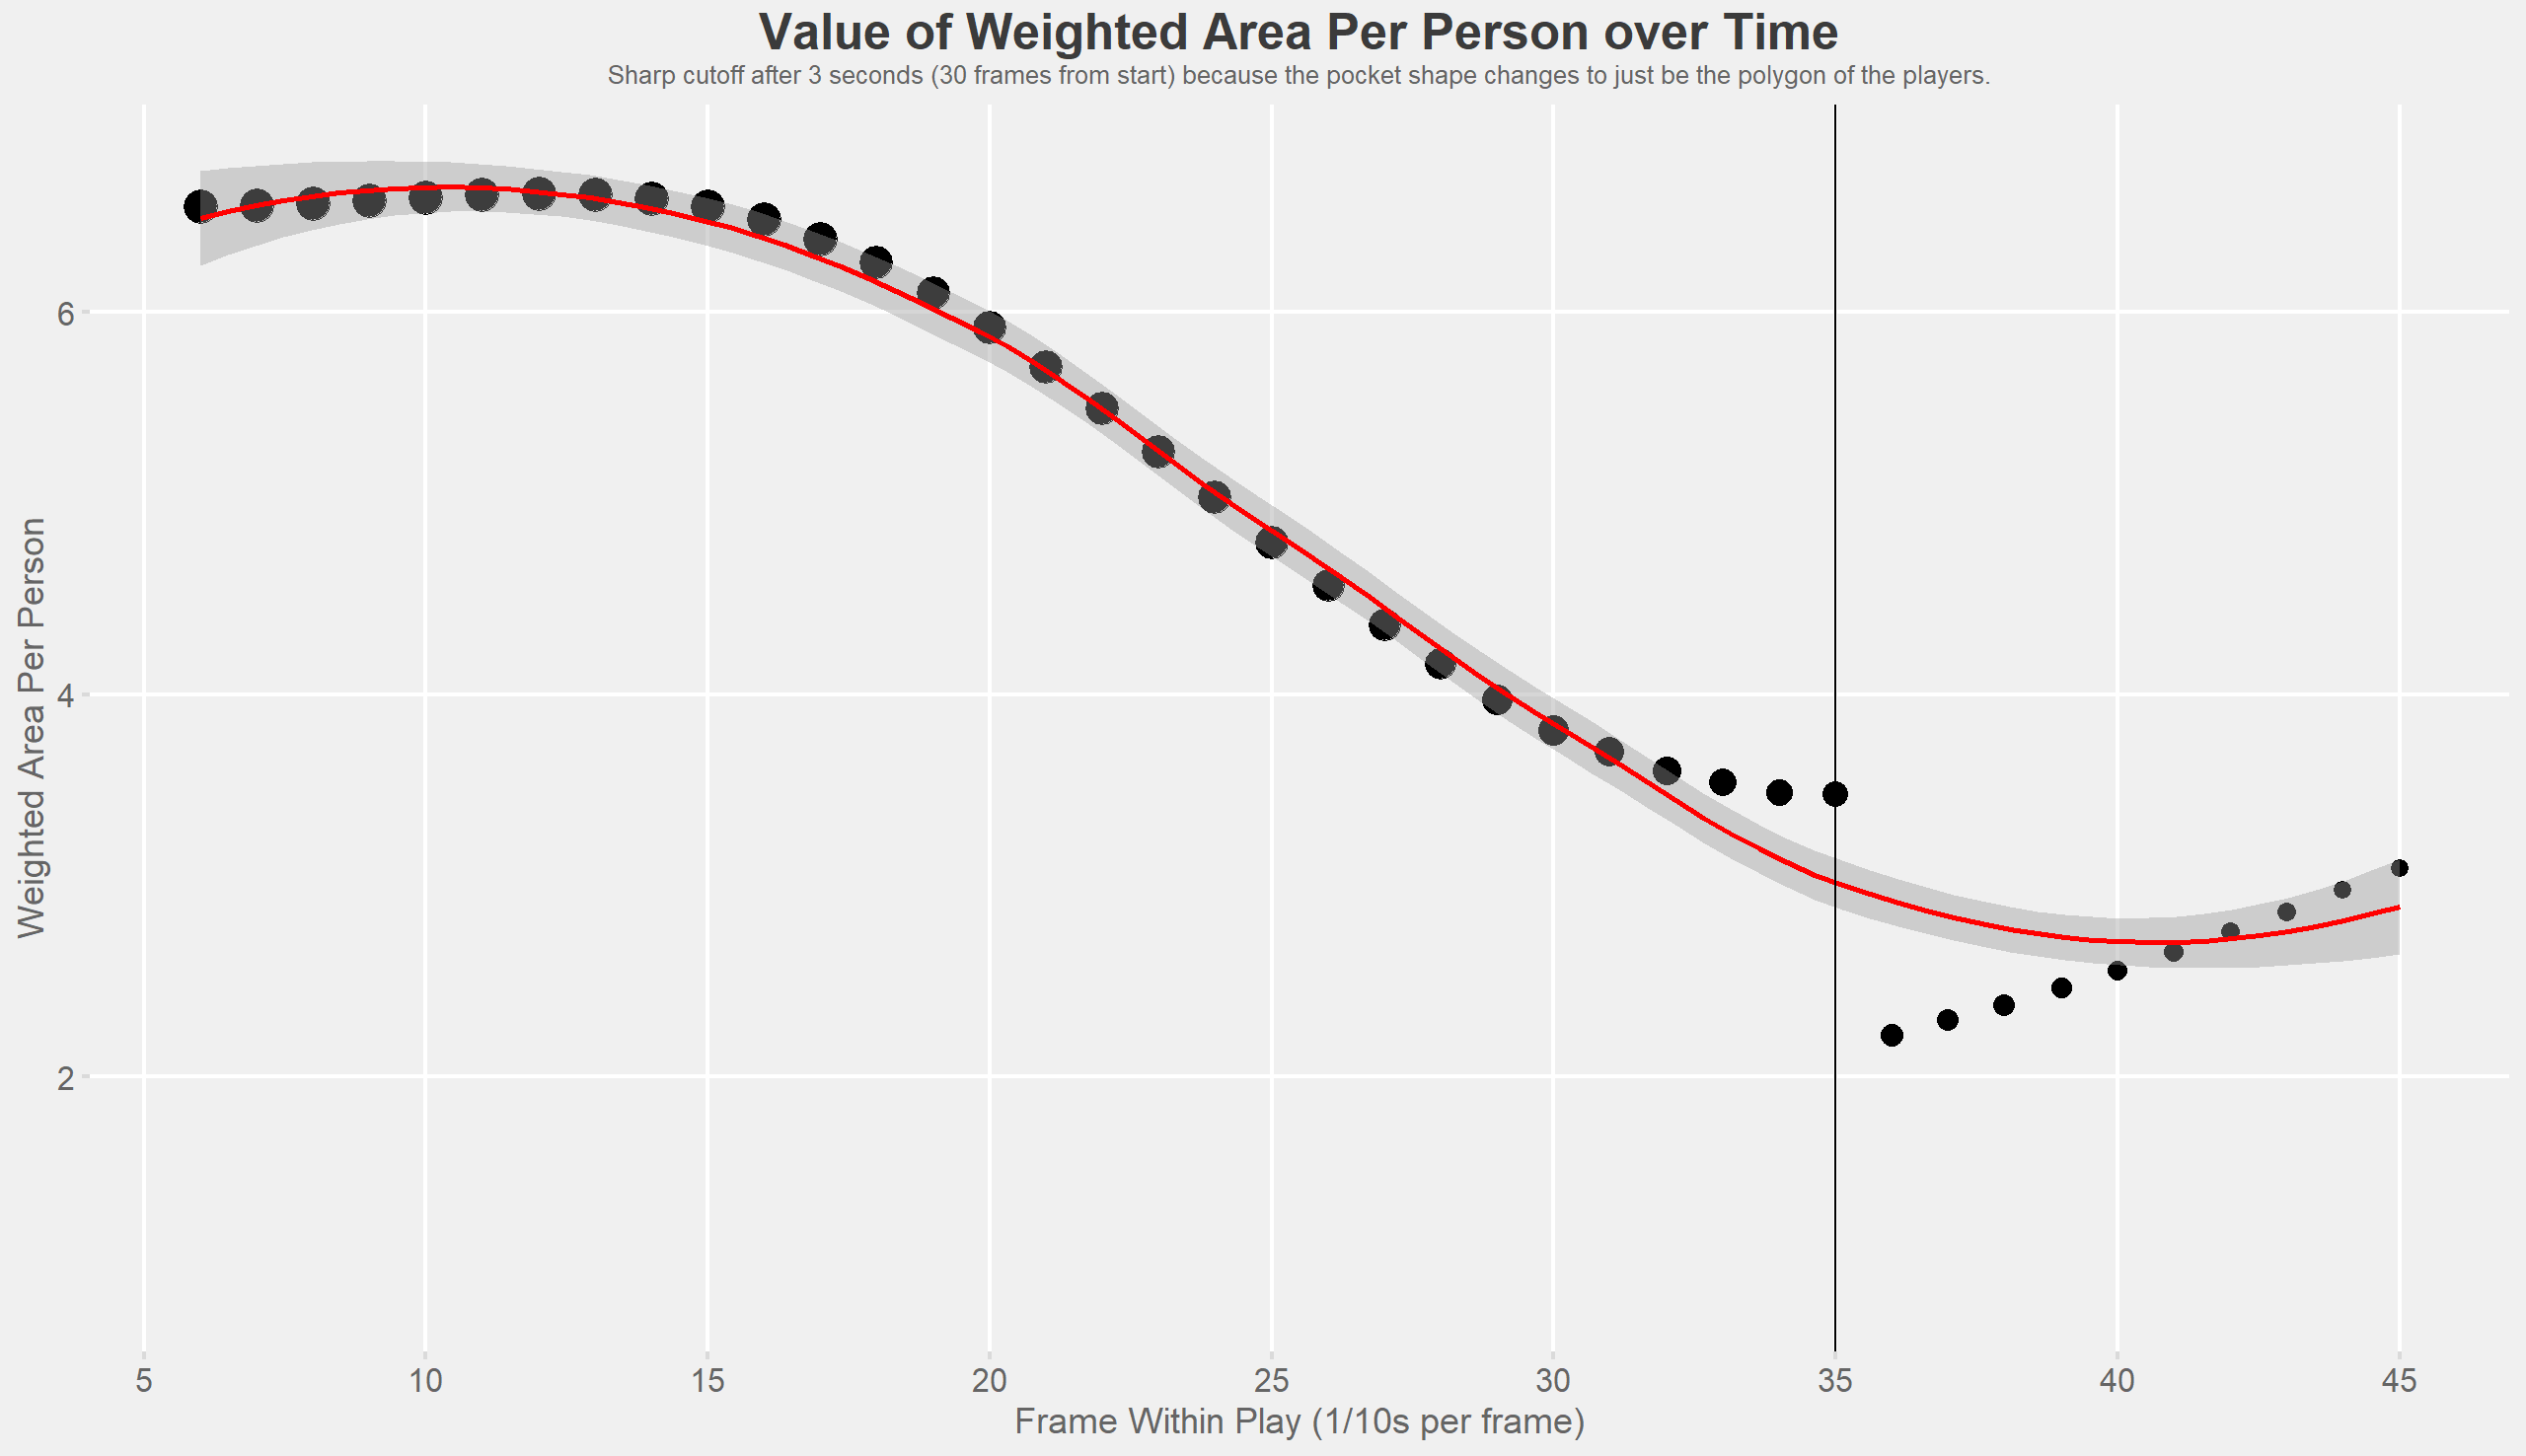 Value of Weighted Area Per Person over Time
Sharp cutoff after 3 seconds (30 frames from start) because the pocket shape changes to just be the polygon of the players.
Weighted Area Per Person
6
4
2
5 10 15 20 25 30 35 40 45
Frame Within Play (1/10s per frame)